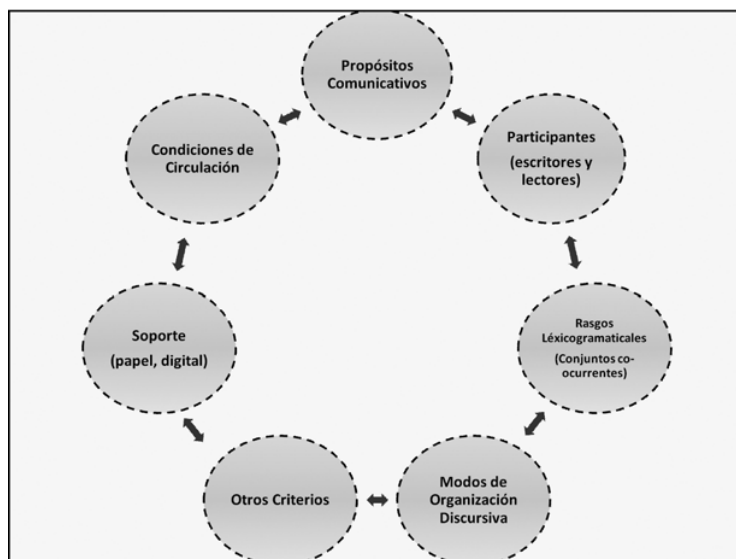 Propósitos
Comunicativos
Participantes
(escritores y
lectores)
Rasgos
Léxicogramaticales
(Conjuntos co-
ocurrentes)
Modos de
Organización
Discursiva
Otros Criterios
Soporte
(papel, digital)
Condiciones de
Circulación